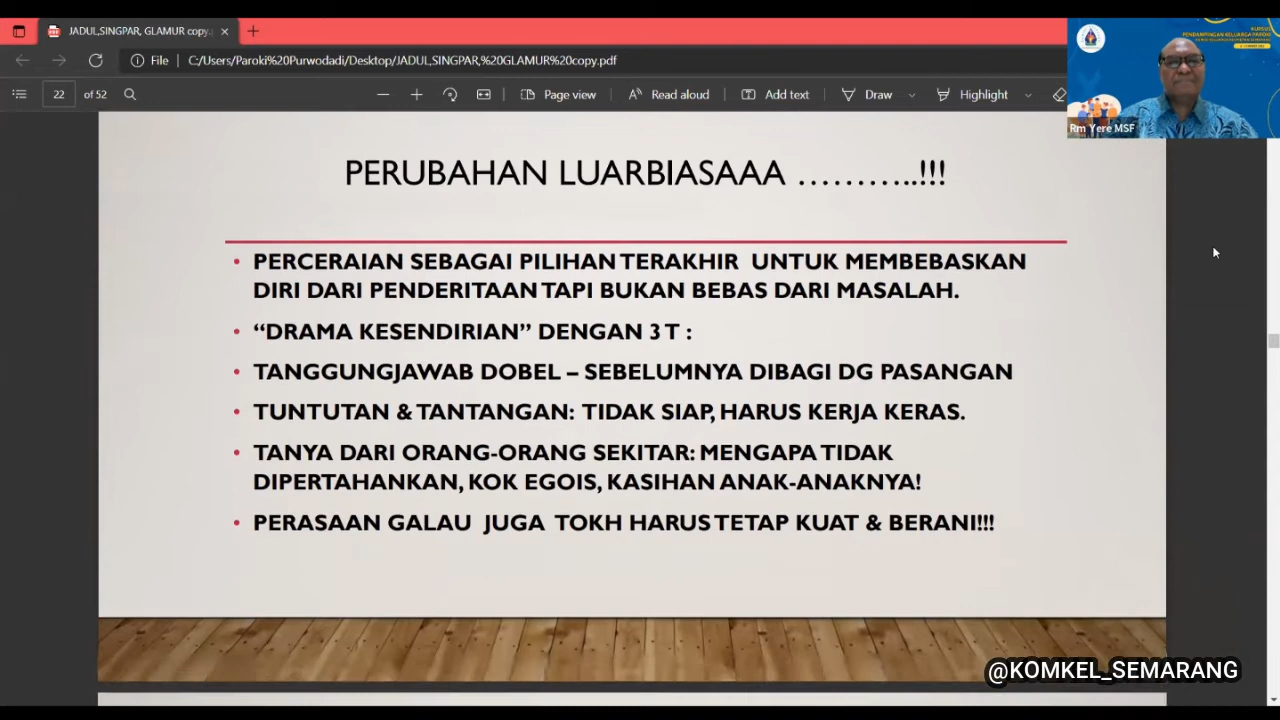 JADUL,SINGPAR, GLAMUR copy.
File
C:/Users/Paroki%20Purwodadi/Desktop/JADUL,SINGPAR,%20GLAMUR%20copy.pdf
22 of 52
Page view
Read aloud
Add text
Draw
Highlight
KURSUS
PENDAMPINGAN KELUARGA PAROKI
Rm Yere MSF
PERUBAHAN LUARBIASAAA ………..!!!
• PERCERAIAN SEBAGAI PILIHAN TERAKHIR UNTUK MEMBEBASKAN
DIRI DARI PENDERITAAN TAPI BUKAN BEBAS DARI MASALAH.
• “DRAMA KESENDIRIAN” DENGAN 3 T :
• TANGGUNGJAWAB DOBEL – SEBELUMNYA DIBAGI DG PASANGAN
• TUNTUTAN & TANTANGAN: TIDAK SIAP, HARUS KERJA KERAS.
• TANYA DARI ORANG-ORANG SEKITAR: MENGAPA TIDAK
DIPERTAHANKAN, KOK EGOIS, KASIHAN ANAK-ANAKNYA!
• PERASAAN GALAU JUGA TOKH HARUS TETAP KUAT & BERANI!!!
@KOMKEL_SEMARANG